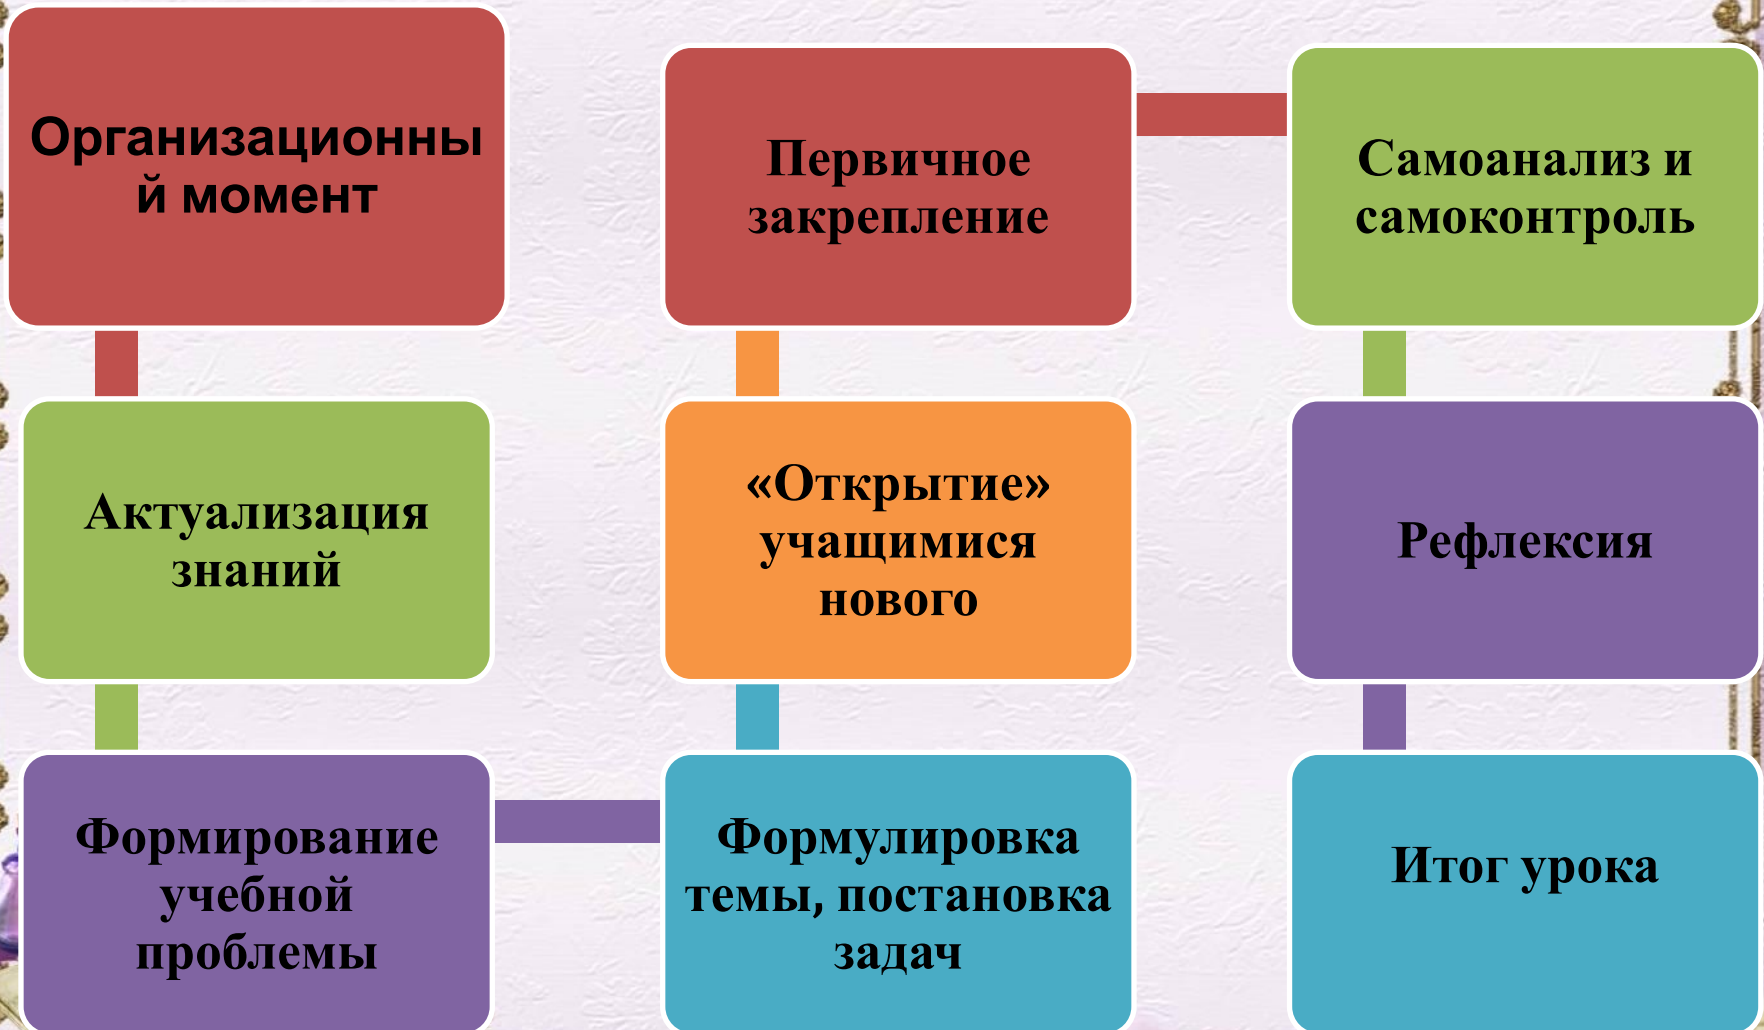 Организационны
й момент
Актуализация
знаний
Формирование
учебной
проблемы
Формулировка
темы, постановка
задач
«Открытие»
учащимися
нового
Первичное
закрепление
Самоанализ и
самоконтроль
Рефлексия
Итог урока